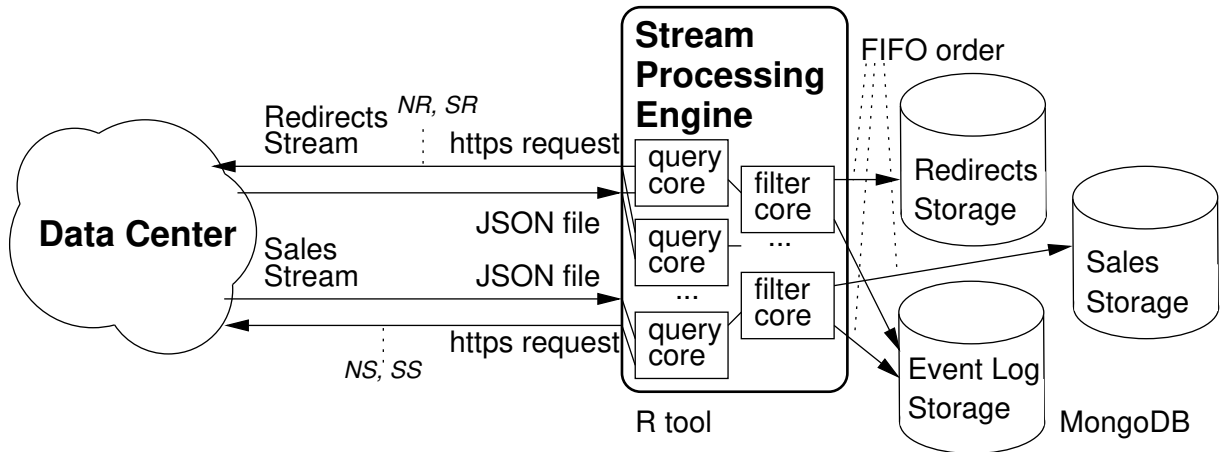 Stream
Processing
Engine
FIFO order
Redirects
Stream
NR, SR
https request
query
core
filter
core
Redirects
Storage
Data Center
JSON file
query
core
...
Sales
Stream
JSON file
...
filter
core
Sales
Storage
https request
query
core
NS, SS
Event Log
Storage
R tool
MongoDB